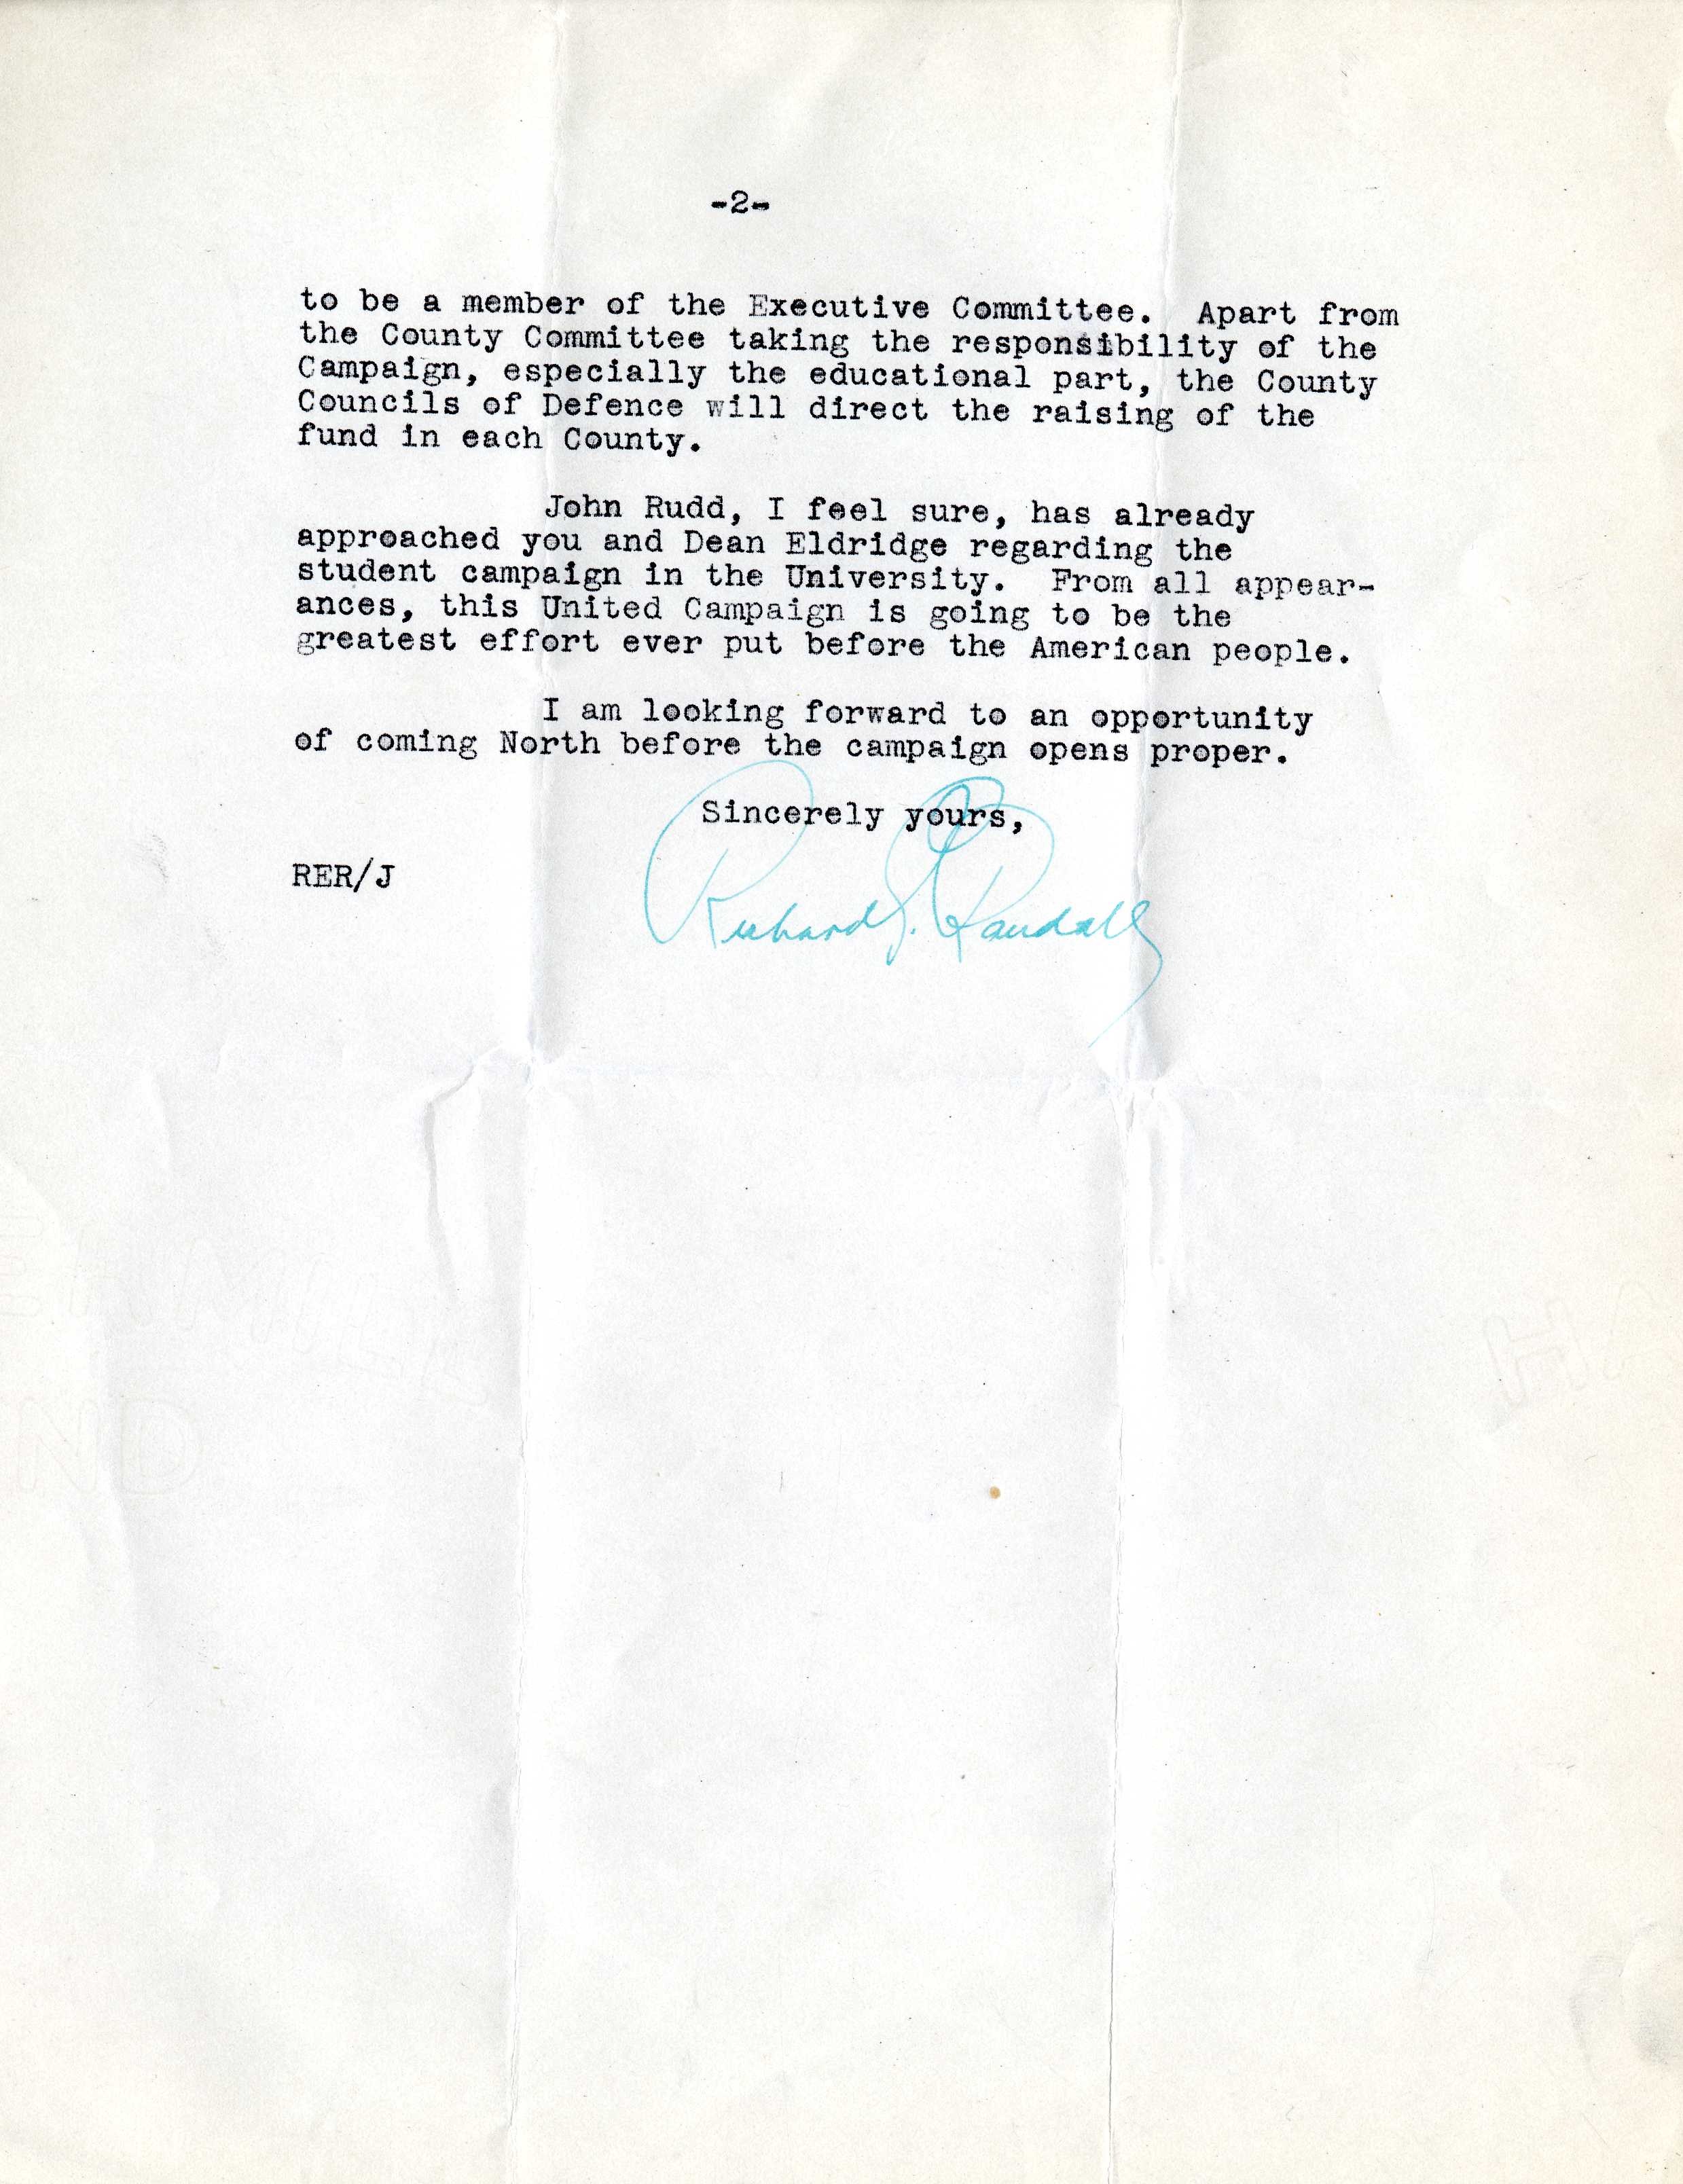 -2-
to be a member of the Executive Committee. Apart from
the County Committee taking the responsibility of the
Campaign, especially the educational part, the County
Councils of Defence will direct the raising of the
fund in each County.
John Rudd, I feel sure, has already
approached you and Dean Eldridge regarding the
student campaign in the University. From all appear-
ances, this United Campaign is going to be the
greatest effort ever put before the American people.
I am looking forward to an opportunity
of coming North before the campaign opens proper.
Sincerely yours,
RER/J
Richard E. Randall